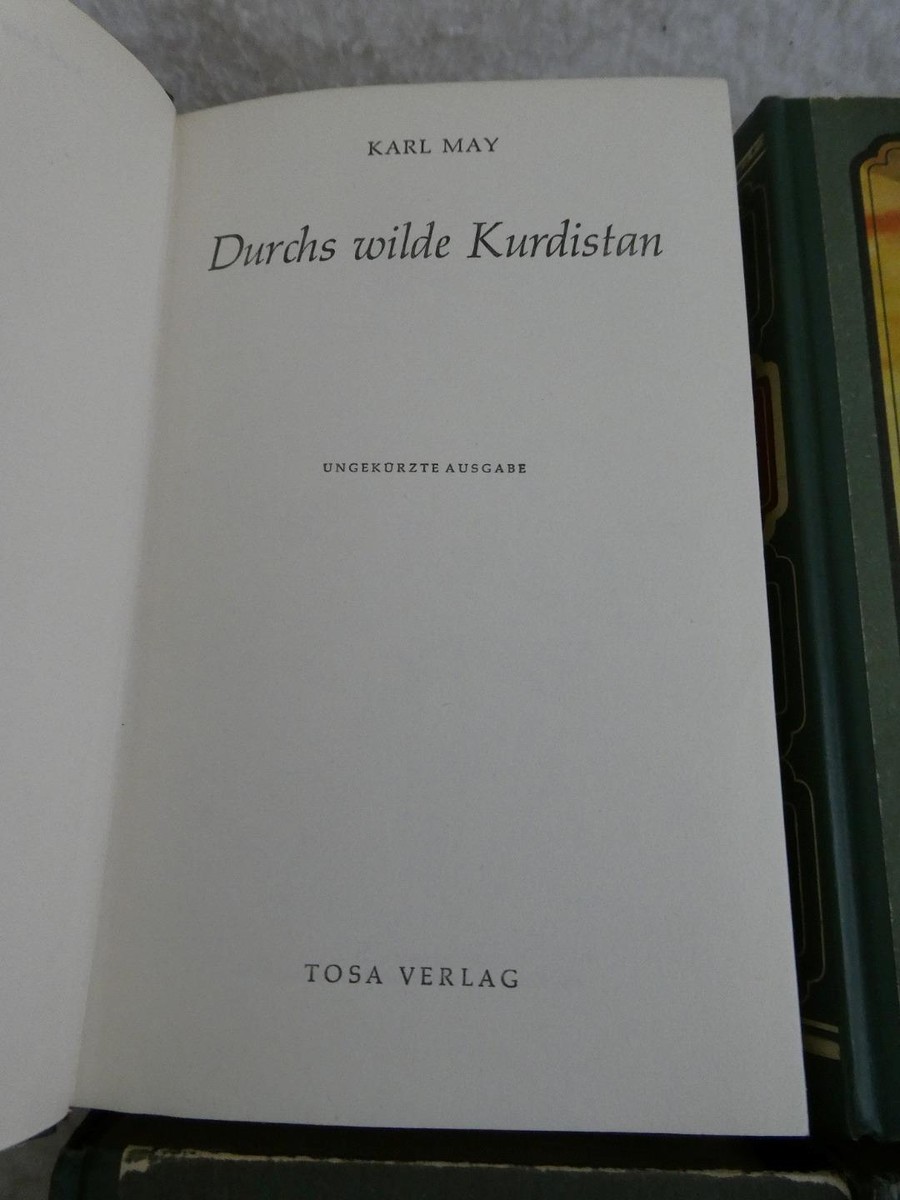 KARL MAY
Durchs wilde Kurdistan
UNGEKÜRZTE AUSGABE
TOSA VERLAG